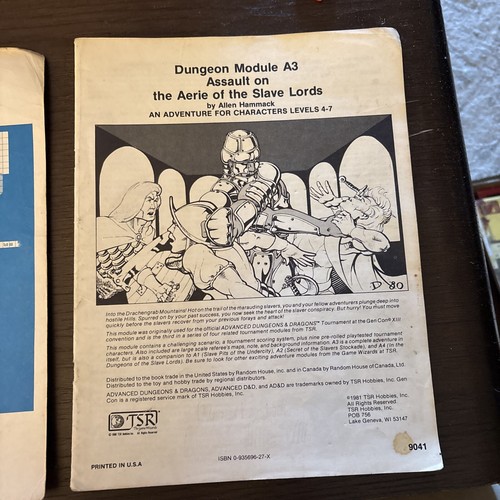 Dungeon Module A3
Assault on
the Aerie of the Slave Lords
by Allen Hammack
AN ADVENTURE FOR CHARACTERS LEVELS 4-7
D 80
Into the Drachengrab Mountains! Hot on the trail of the marauding slavers, you and your fellow adventurers plunge deep into
hostile Hills. Spurred on by your past success, you now seek the heart of the slaver conspiracy. But hurry! You must move
quickly before the slavers recover from your previous forays and attack!
This module was originally used for the official ADVANCED DUNGEONS & DRAGONS™ Tournament at the Gen Con® XIII
convention and is the third in a series of four related tournament modules from TSR.
This module contains a challenging scenario; a tournament scoring system, plus nine pre-rolled playtested tournament
characters. Also included are large scale referee's maps, note, and background information. A3 is a complete adventure in
itself, but is also a companion to A1 (Slave Pits of the Undercity), A2 (Secret of the Slavers Stockade), and A4 (In the
Dungeons of the Slave Lords). Be sure to look for other exciting adventure modules from the Game Wizards at TSR.
Distributed to the book trade in the United States by Random House, Inc. and in Canada by Random House of Canada, Ltd.
Distributed to the toy and hobby trade by regional distributors.
ADVANCED DUNGEONS & DRAGONS, ADVANCED D&D, and AD&D are trademarks owned by TSR Hobbies, Inc. Gen
Con is a registered service mark of TSR Hobbies, Inc.
TSR
©1981 TSR Hobbies, Inc.
All Rights Reserved.
TSR Hobbies, Inc.
POB 756
Lake Geneva, WI 53147
PRINTED IN U.S.A
ISBN 0-935696-27-X
9041